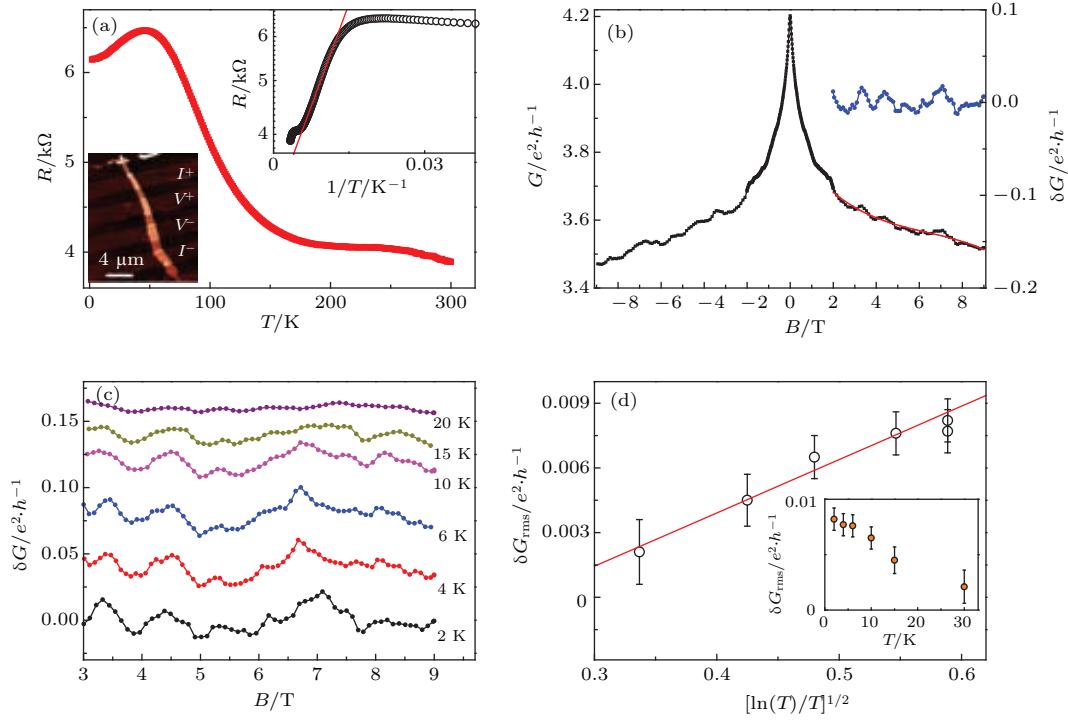 (a)
R/kΩ
6
5
4
0
100
200
300
T/K
R/kΩ
6
5
4
0
0.03
1/T/K⁻¹
I+
V+
V−
I−
4 μm
(b)
G/e²·h⁻¹
4.2
4.0
3.8
3.6
3.4
−8 −6 −4 −2 0 2 4 6 8
B/T
0.1
0.0
−0.1
−0.2
δG/e²·h⁻¹
(c)
δG/e²·h⁻¹
0.15
0.10
0.05
0.00
20 K
15 K
10 K
6 K
4 K
2 K
3 4 5 6 7 8 9
B/T
(d)
δGrms/e²·h⁻¹
0.009
0.006
0.003
0
0.3 0.4 0.5 0.6
[ln(T)/T]^1/2
δGrms/e²·h⁻¹
0.01
0
0 10 20 30
T/K